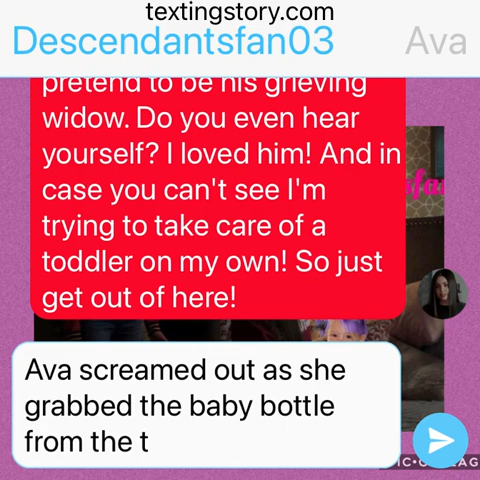 textingstory.com
Descendantsfan03 Ava
pretend to be his grieving
widow. Do you even hear
yourself? I loved him! And in
case you can't see I'm
trying to take care of a
toddler on my own! So just
get out of here!
Ava screamed out as she
grabbed the baby bottle
from the t